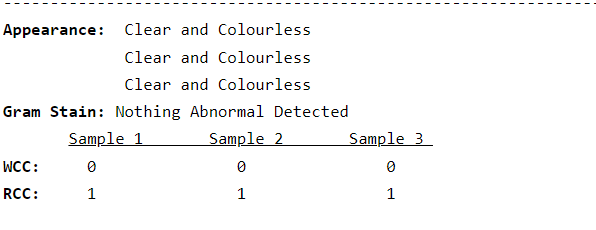 Appearance: Clear and Colourless
Clear and Colourless
Clear and Colourless
Gram Stain: Nothing Abnormal Detected
Sample 1 Sample 2 Sample 3
WCC: 0 0 0
RCC: 1 1 1